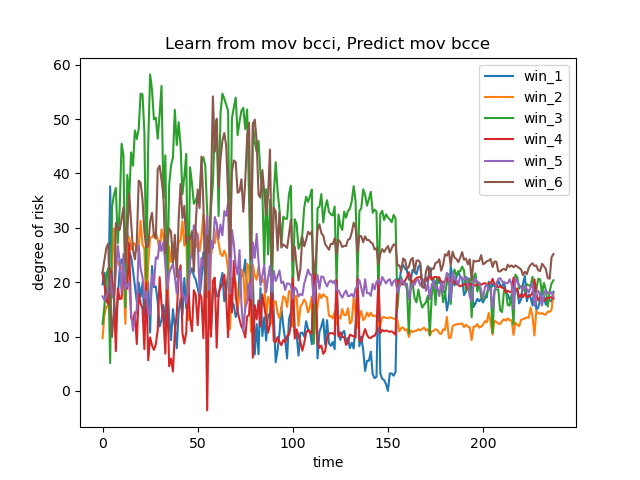 Learn from mov bcci, Predict mov bcce
win_1
win_2
win_3
win_4
win_5
win_6
60
50
40
30
20
10
0
degree of risk
0 50 100 150 200
time